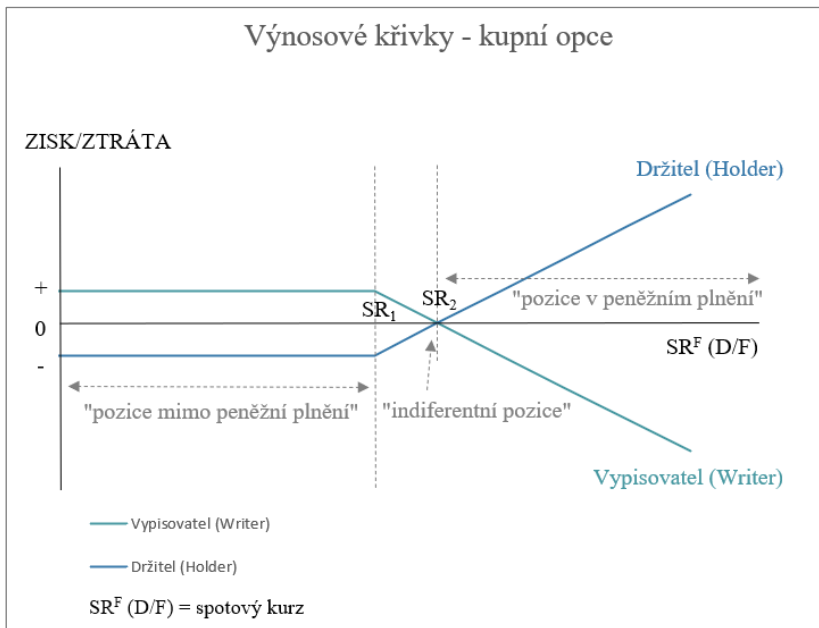 Výnosové křivky - kupní opce
ZISK/ZTRÁTA
Držitel (Holder)
+
SR₁
SR₂
"pozice v peněžním plnění"
0
SRᶠ (D/F)
-
"pozice mimo peněžní plnění"
"indiferentní pozice"
Vypisovatel (Writer)
Vypisovatel (Writer)
Držitel (Holder)
SRᶠ (D/F) = spotový kurz